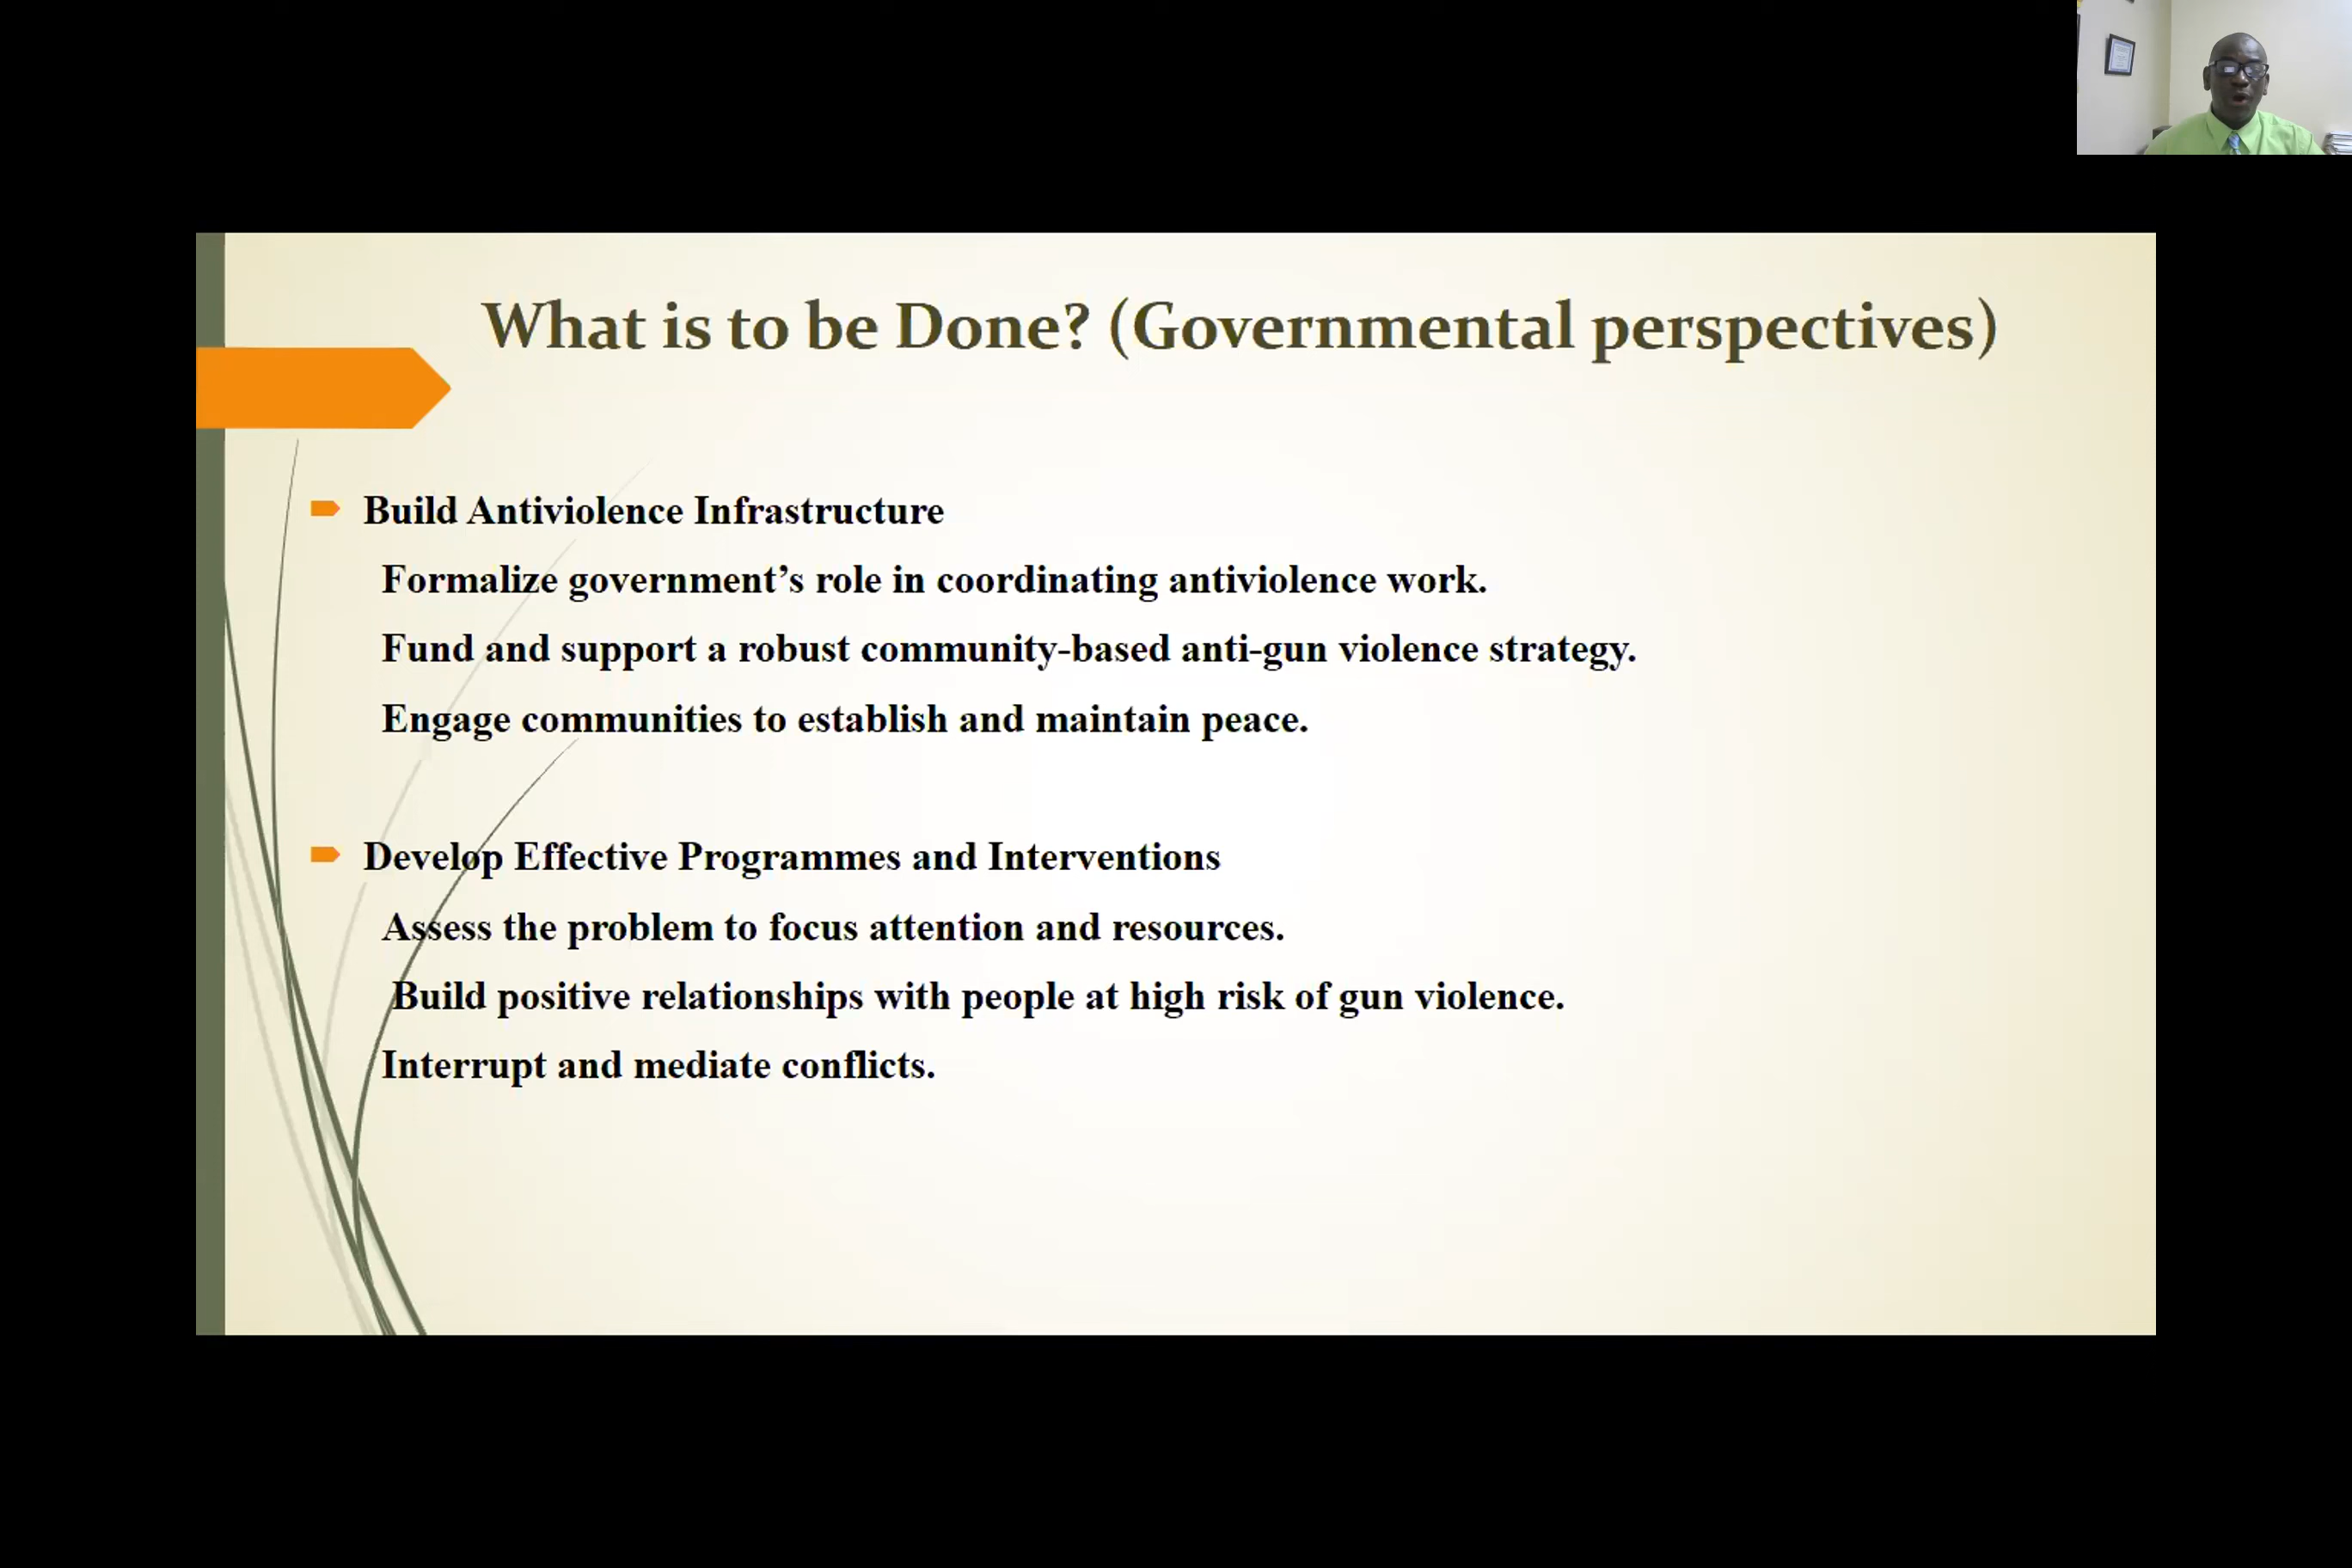 What is to be Done? (Governmental perspectives)
Build Antiviolence Infrastructure
Formalize government’s role in coordinating antiviolence work.
Fund and support a robust community-based anti-gun violence strategy.
Engage communities to establish and maintain peace.
Develop Effective Programmes and Interventions
Assess the problem to focus attention and resources.
Build positive relationships with people at high risk of gun violence.
Interrupt and mediate conflicts.